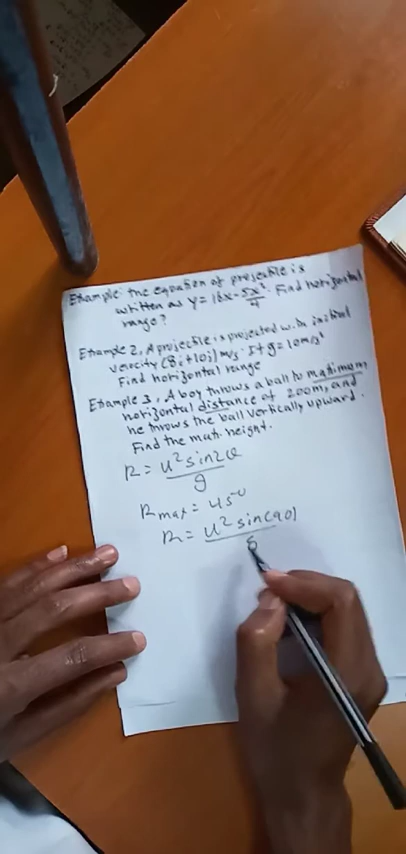 Example: the equation of projectile is
written as y = 16x - 5x²/4. Find horizontal
range?
Example 2, A projectile is projected with initial
velocity (8i+10j) m/s. If g = 10m/s²
Find horizontal range
Example 3, A boy throws a ball to maximum
horizontal distance of 200m, and
he throws the ball vertically upward.
Find the max. height.
R = u² sin2θ
g
Rmax = 45°
R = u² sin(90)
g